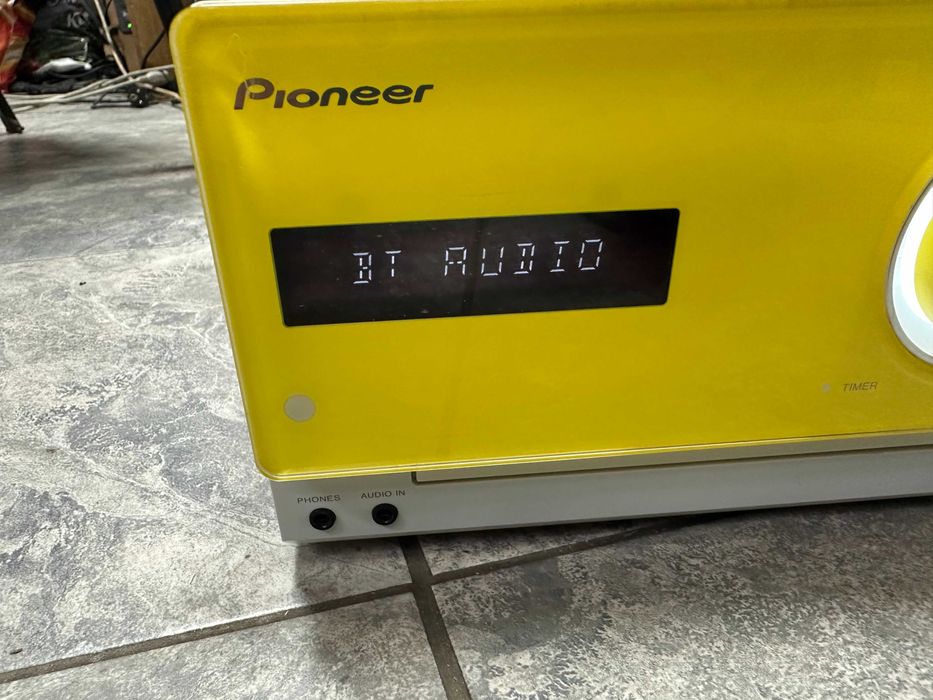 Pioneer
BT AUDIO
TIMER
PHONES AUDIO IN